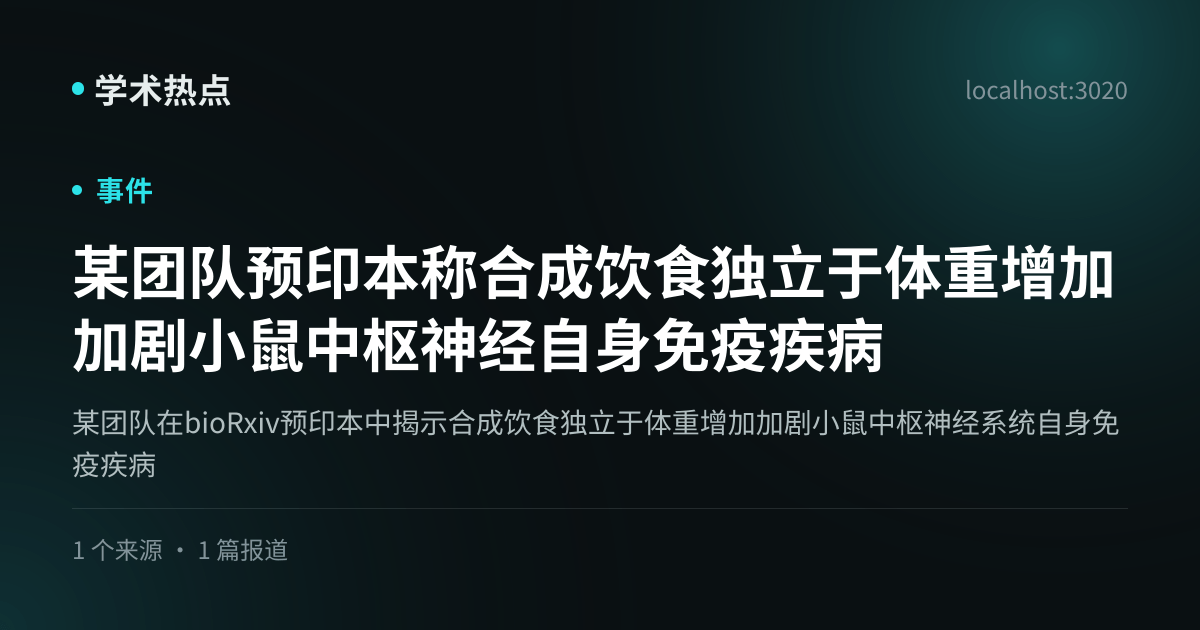 学术热点
localhost:3020
事件
某团队预印本称合成饮食独立于体重增加
加剧小鼠中枢神经自身免疫疾病
某团队在bioRxiv预印本中揭示合成饮食独立于体重增加加剧小鼠中枢神经系统自身免
疫疾病
1 个来源 · 1 篇报道